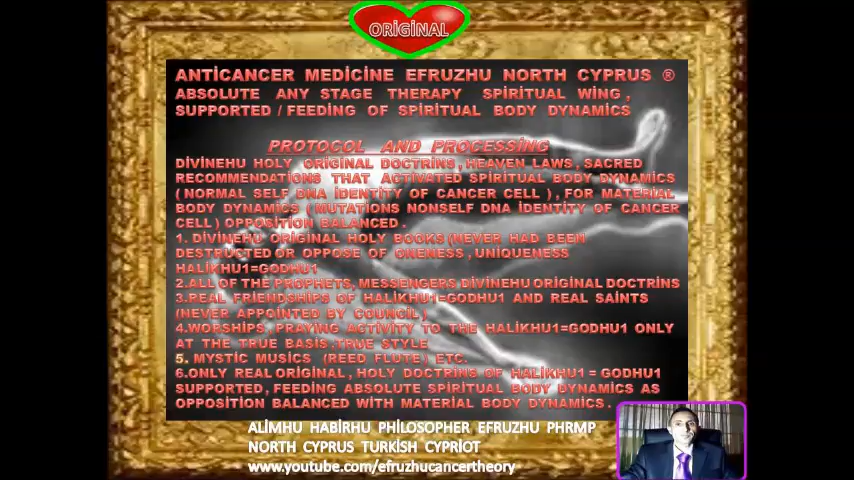 ORİGİNAL
ANTİCANCER MEDİCİNE EFRUZHU NORTH CYPRUS ®
ABSOLUTE ANY STAGE THERAPY SPİRİTUAL WİNG ,
SUPPORTED / FEEDİNG OF SPİRİTUAL BODY DYNAMİCS
PROTOCOL AND PROCESSİNG
DİVİNEHU HOLY ORİGİNAL DOCTRİNS , HEAVEN LAWS , SACRED
RECOMMENDATİONS THAT ACTIVATED SPİRİTUAL BODY DYNAMİCS
( NORMAL SELF DNA İDENTİTY OF CANCER CELL ) , FOR MATERİAL
BODY DYNAMİCS ( MUTATİONS NONSELF DNA İDENTİTY OF CANCER
CELL ) OPPOSİTİON BALANCED .
1. DİVİNEHU ORİGİNAL HOLY BOOKS (NEVER HAD BEEN
DESTRUCTED OR OPPOSE OF ONENESS , UNİQUENESS
HALİKHU1=GODHU1
2.ALL OF THE PROPHETS, MESSENGERS DİVİNEHU ORİGİNAL DOCTRİNS
3.REAL FRİENDSHİPS OF HALİKHU1=GODHU1 AND REAL SAİNTS
(NEVER APPOİNTED BY COUNCİL)
4.WORSHİPS , PRAYİNG ACTİVİTY TO THE HALİKHU1=GODHU1 ONLY
AT THE TRUE BASİS .TRUE STYLE
5. MYSTİC MUSİCS (REED FLUTE) ETC.
6.ONLY REAL ORİGİNAL , HOLY DOCTRİNS OF HALİKHU1 = GODHU1
SUPPORTED , FEEDİNG ABSOLUTE SPİRİTUAL BODY DYNAMİCS AS
OPPOSİTİON BALANCED WİTH MATERİAL BODY DYNAMİCS .
ALİMHU HABİRHU PHİLOSOPHER EFRUZHU PHRMP
NORTH CYPRUS TURKİSH CYPRİOT
www.youtube.com/efruzhucancertheory